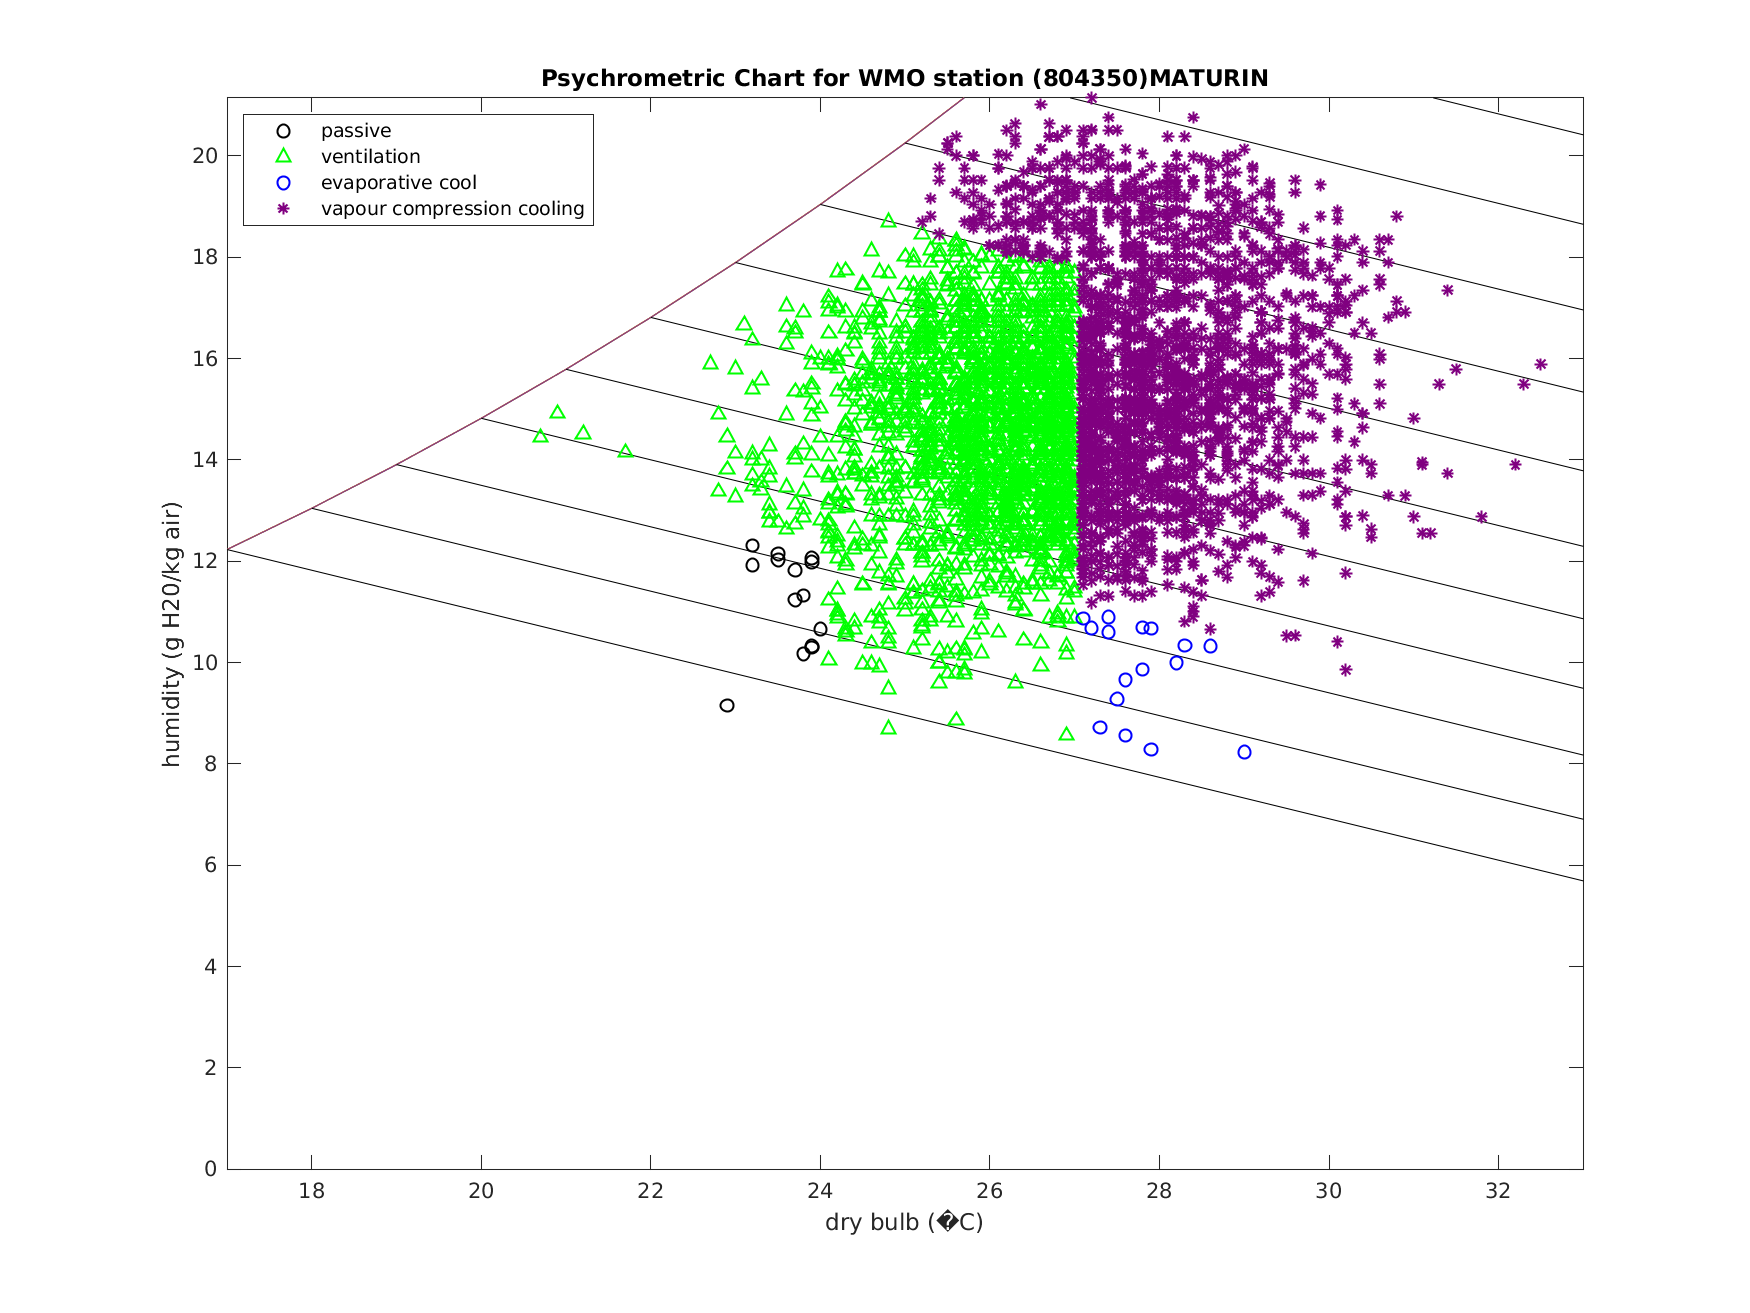 Psychrometric Chart for WMO station (804350)MATURIN
passive
ventilation
evaporative cool
vapour compression cooling
20
18
16
14
12
10
8
6
4
2
0
humidity (g H20/kg air)
18 20 22 24 26 28 30 32
dry bulb (�C)